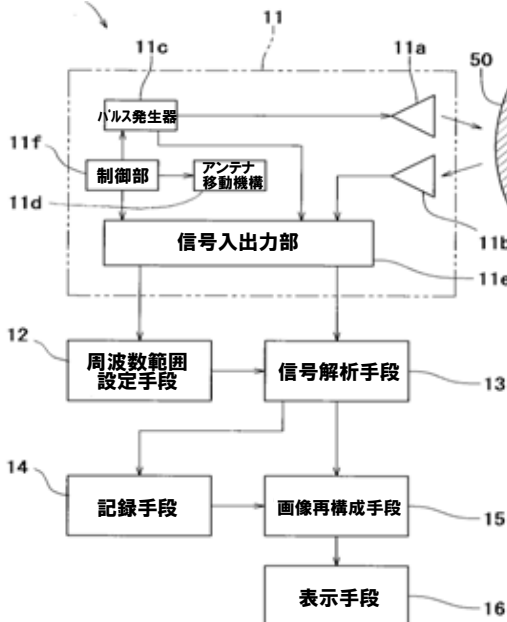 11
11c
11a
50
パルス発生器
11f
制御部
アンテナ
移動機構
11d
11b
信号入出力部
11e
12
周波数範囲
設定手段
信号解析手段
13
14
記録手段
画像再構成手段
15
表示手段
16